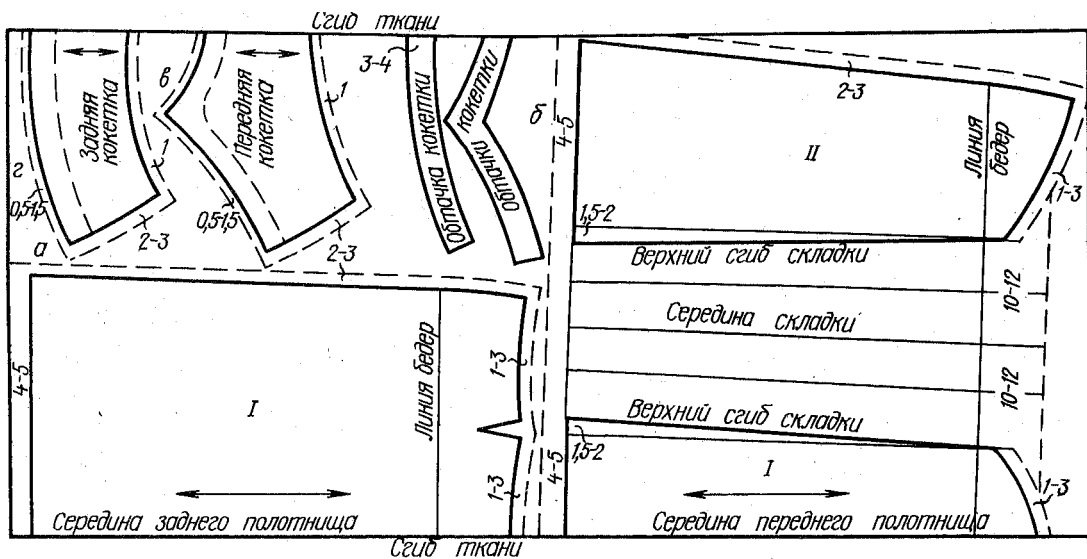 Сгиб ткани
Задняя
кокетка
г
0,5-1,5
а
1
2-3
в
Передняя
кокетка
0,5-1,5
1
2-3
3-4
Обтачка кокетки
Обтачки кокетки
б
4-5
2-3
II
Линия
бедер
1-3
1,5-2
Верхний сгиб складки
10-12
Середина складки
10-12
Верхний сгиб складки
1,5-2
4-5
I
1-3
Середина переднего полотнища
2-3
4-5
I
Линия бедер
1-3
1-3
Середина заднего полотнища
Сгиб ткани